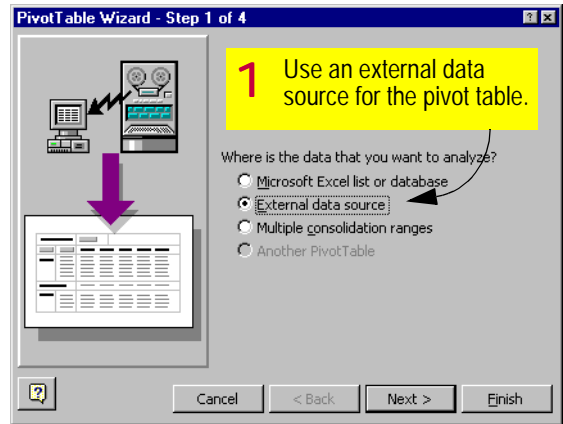 PivotTable Wizard - Step 1 of 4
1 Use an external data
source for the pivot table.
Where is the data that you want to analyze?
Microsoft Excel list or database
External data source
Multiple consolidation ranges
Another PivotTable
Cancel
< Back
Next >
Finish